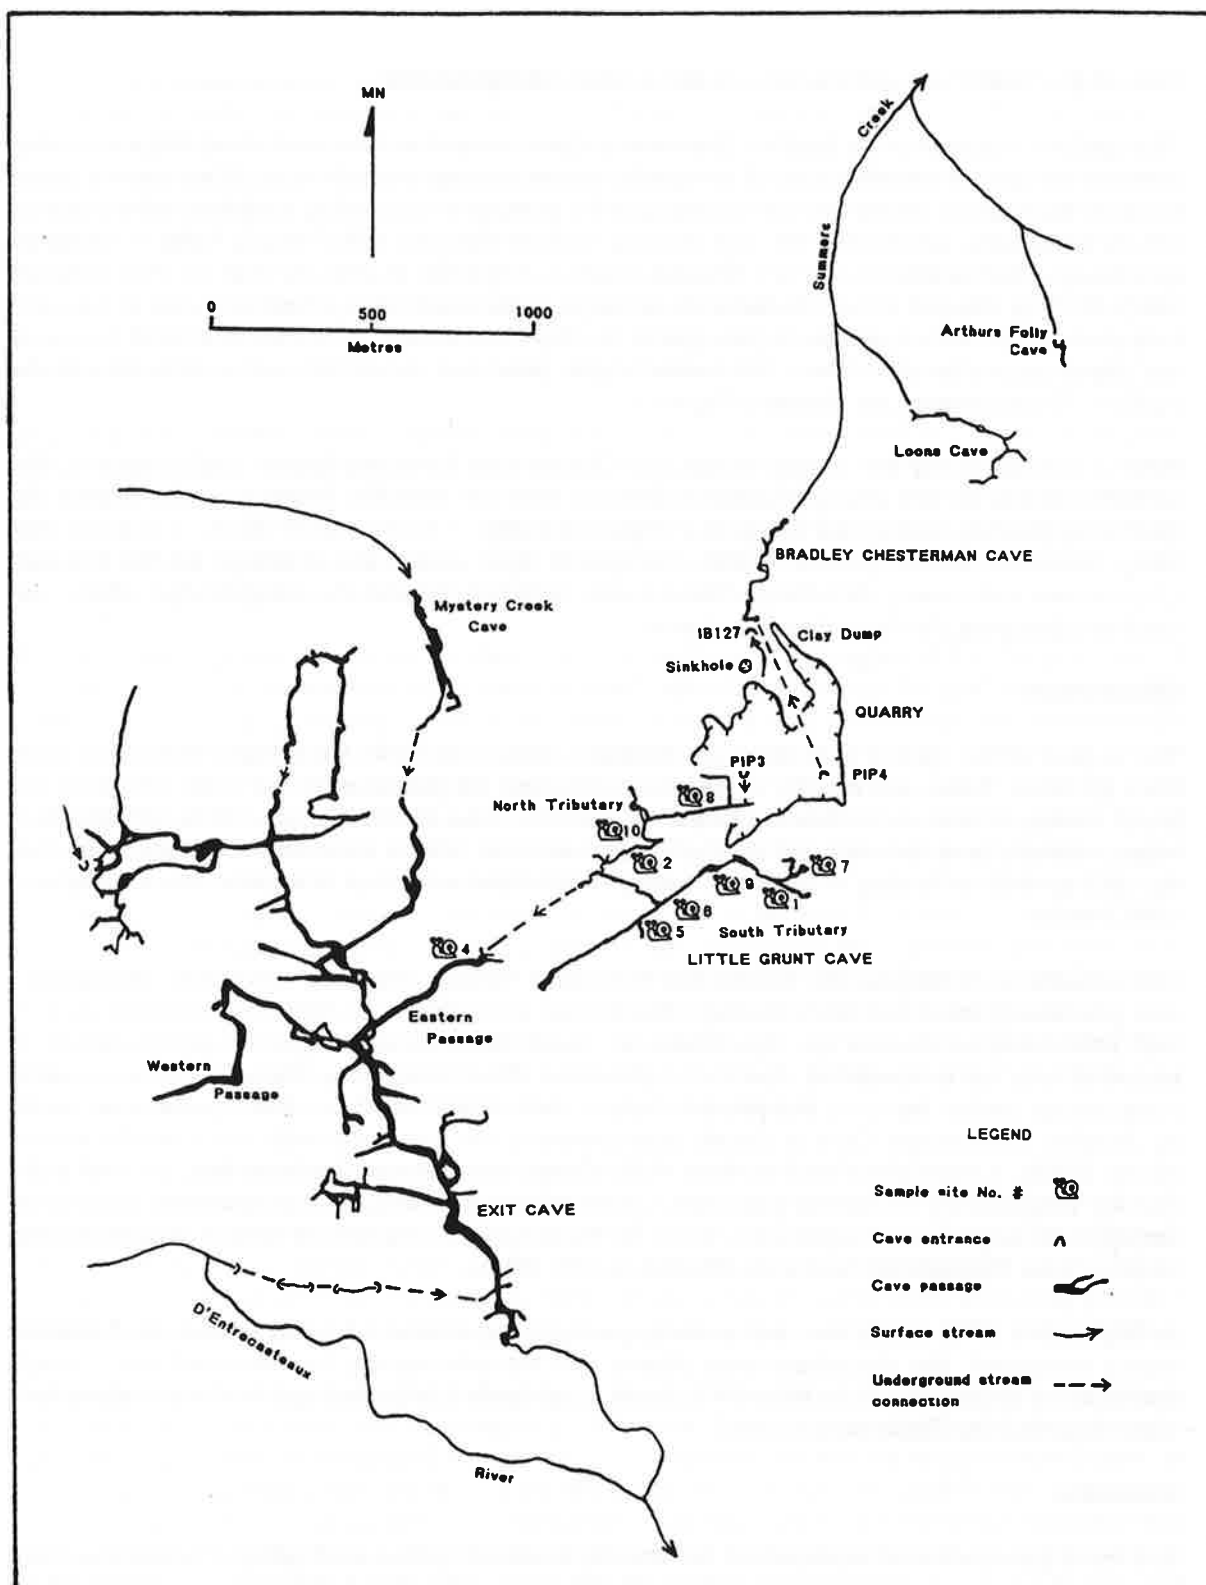 MN
Creek
Summers
0 500 1000
Metres
Arthurs Folly
Cave
Loons Cave
BRADLEY CHESTERMAN CAVE
Mystery Creek
Cave
IB127
Clay Dump
Sinkhole
QUARRY
PIP3
PIP4
North Tributary
8
10
2
7
9
1
6
5
South Tributary
4
LITTLE GRUNT CAVE
Eastern
Passage
Western
Passage
LEGEND
Sample site No. #
EXIT CAVE
Cave entrance
Cave passage
D'Entrecasteaux
Surface stream
Underground stream
connection
River